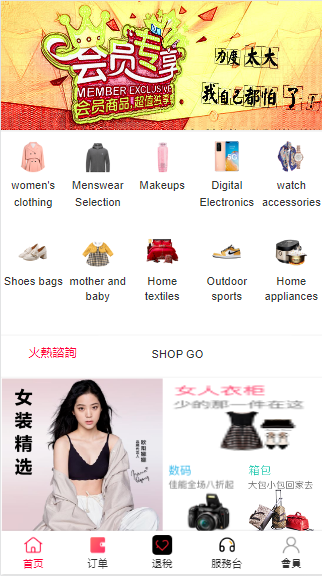 会员专享
MEMBER EXCLUSIVE
会员商品 超值尊享
力度太大
我自己都怕了
women's clothing
Menswear Selection
Makeups
Digital Electronics
watch accessories
Shoes bags
mother and baby
Home textiles
Outdoor sports
Home appliances
火熱諮詢
SHOP GO
女装精选
女人衣柜
少的那一件在这
数码
佳能全场八折起
箱包
大包小包回家去
首页
订单
退稅
服務台
會員